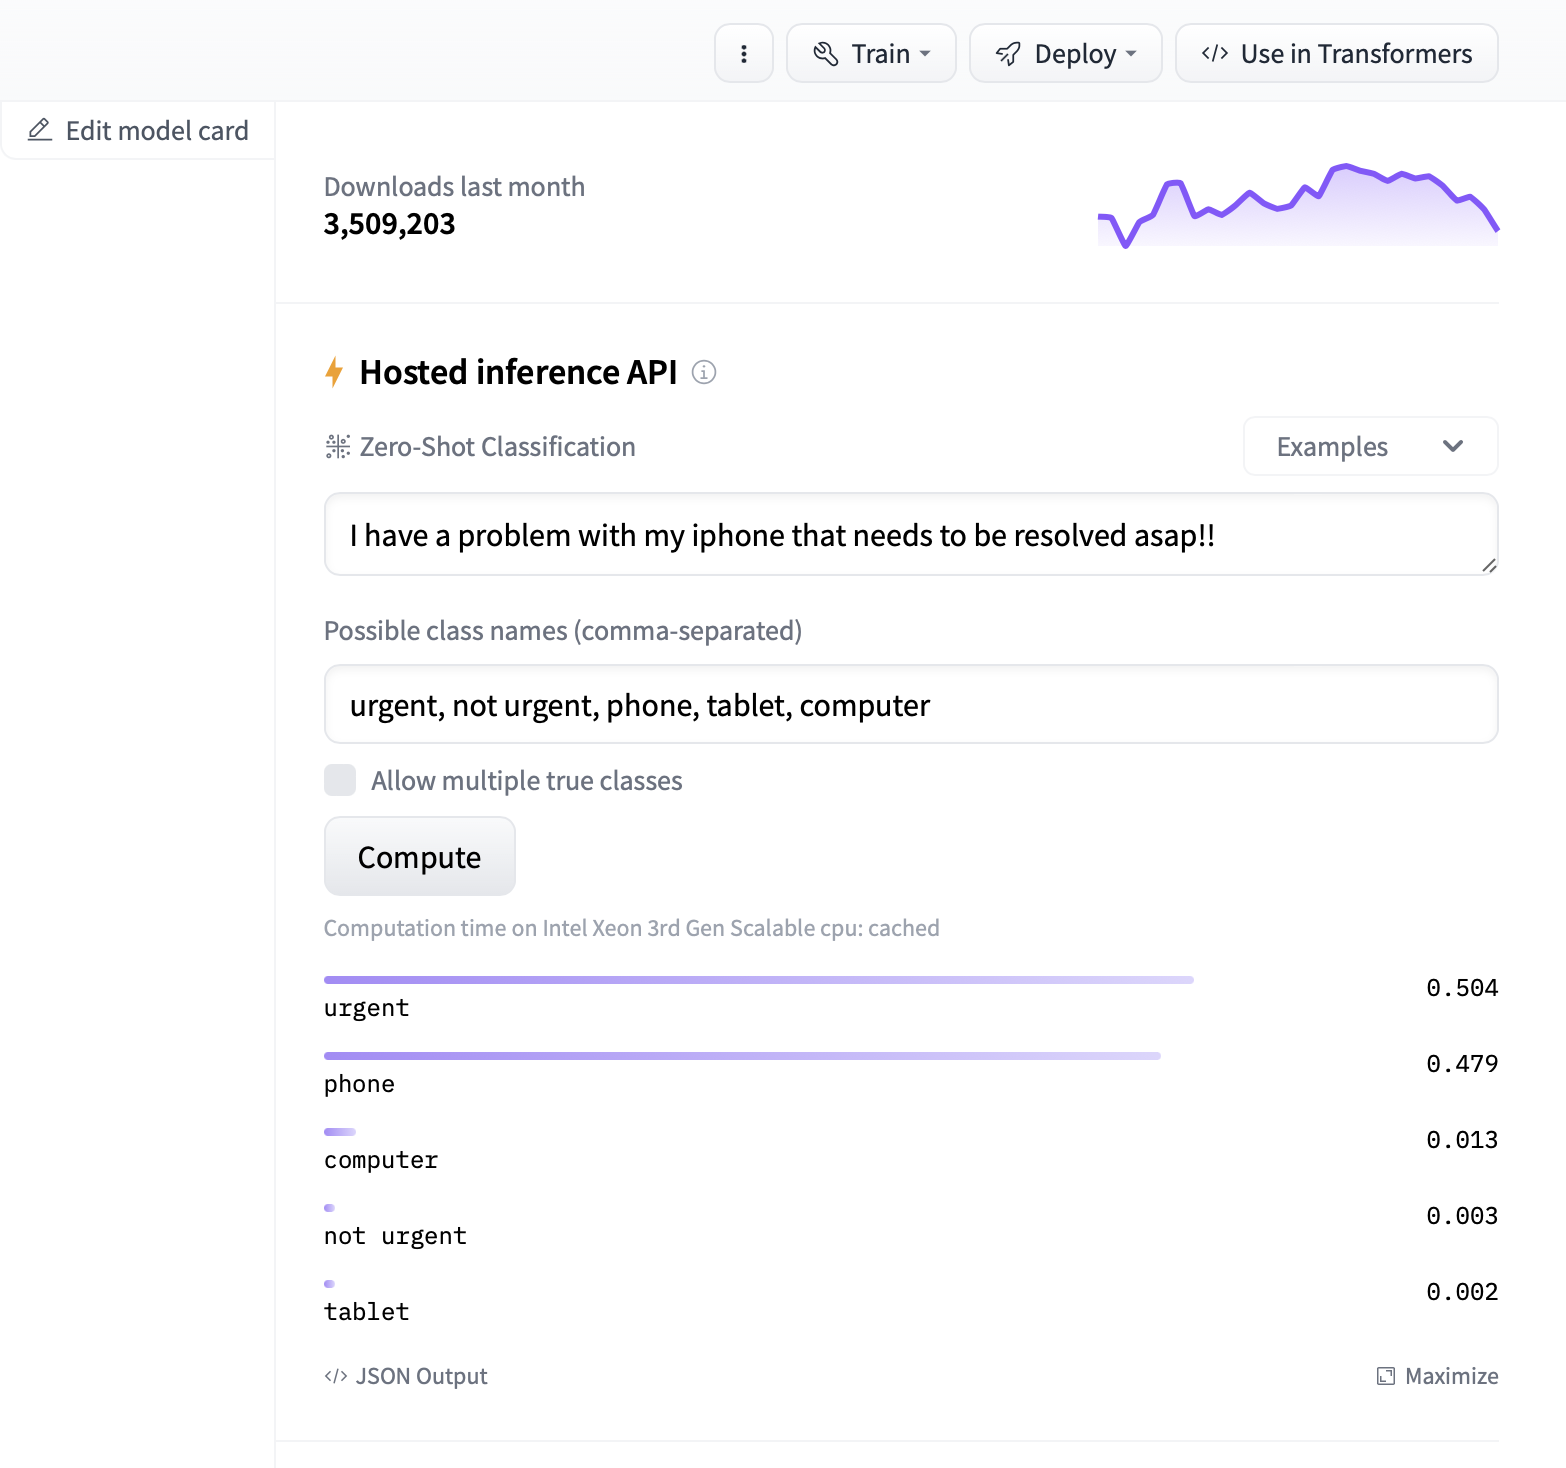 Train
Deploy
</> Use in Transformers
Edit model card
Downloads last month
3,509,203
Hosted inference API
Zero-Shot Classification
Examples
I have a problem with my iphone that needs to be resolved asap!!
Possible class names (comma-separated)
urgent, not urgent, phone, tablet, computer
Allow multiple true classes
Compute
Computation time on Intel Xeon 3rd Gen Scalable cpu: cached
urgent 0.504
phone 0.479
computer 0.013
not urgent 0.003
tablet 0.002
</> JSON Output
Maximize